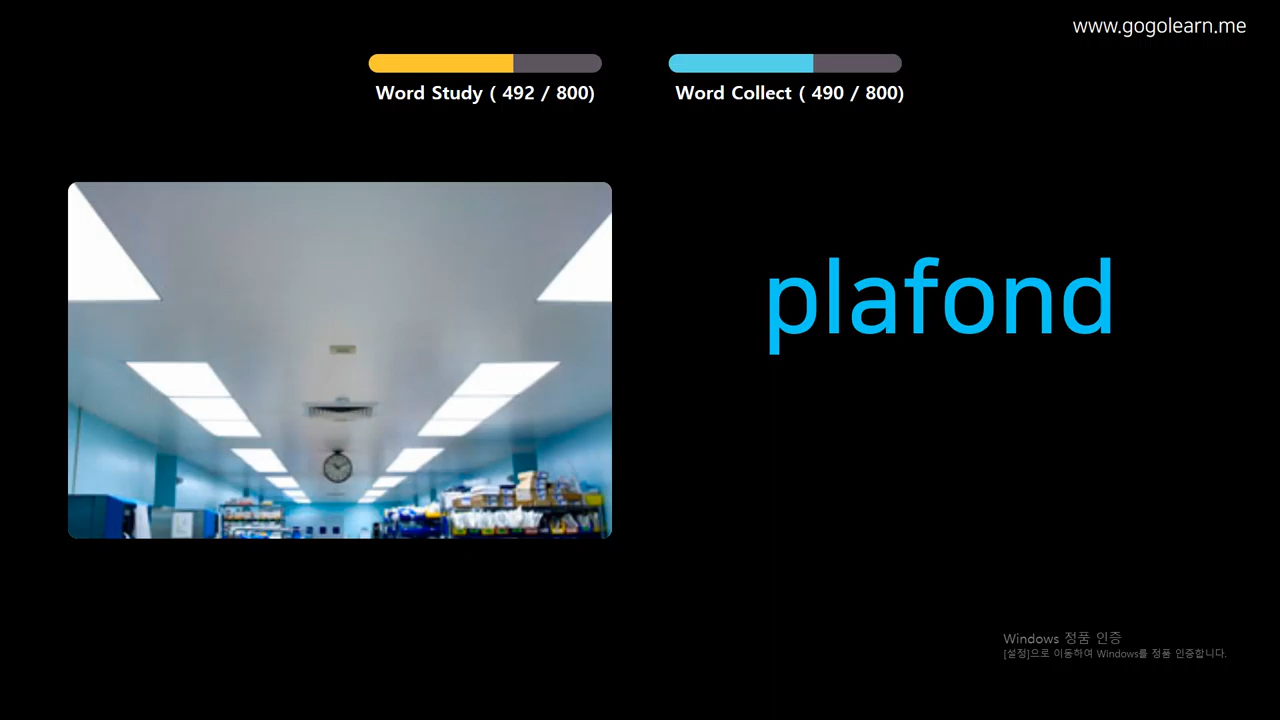 www.gogolearn.me
Word Study ( 492 / 800)
Word Collect ( 490 / 800)
plafond
Windows 정품 인증
[설정]으로 이동하여 Windows를 정품 인증합니다.